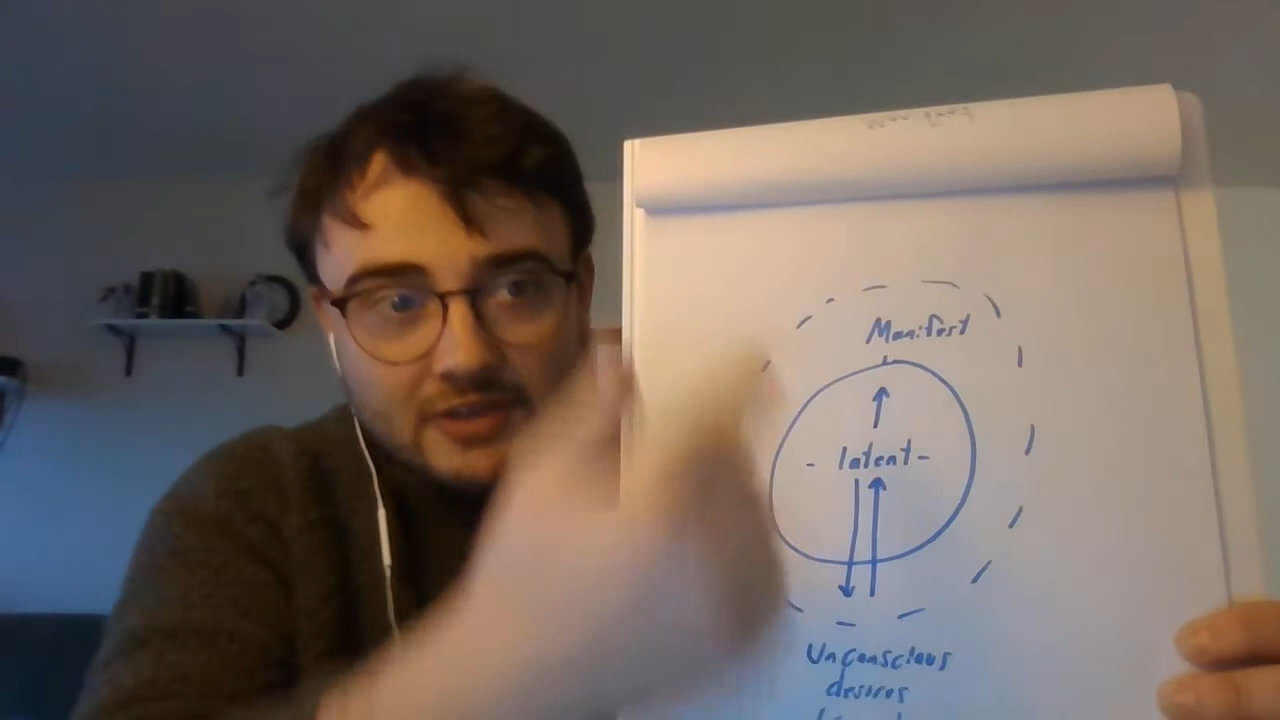 Manifest
- latent -
Unconscious
desires